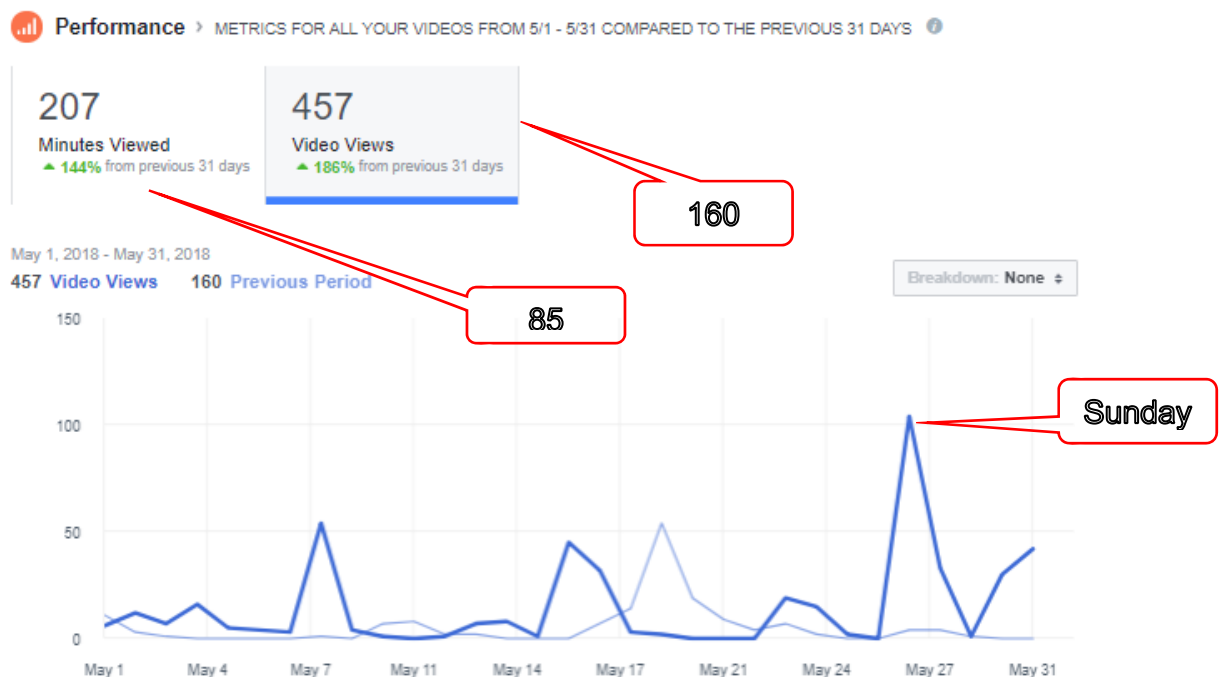 Performance > METRICS FOR ALL YOUR VIDEOS FROM 5/1 - 5/31 COMPARED TO THE PREVIOUS 31 DAYS i
207
Minutes Viewed
▲ 144% from previous 31 days
457
Video Views
▲ 186% from previous 31 days
160
May 1, 2018 - May 31, 2018
457 Video Views 160 Previous Period
Breakdown: None
85
150
100
50
0
Sunday
May 1 May 4 May 7 May 11 May 14 May 17 May 21 May 24 May 27 May 31